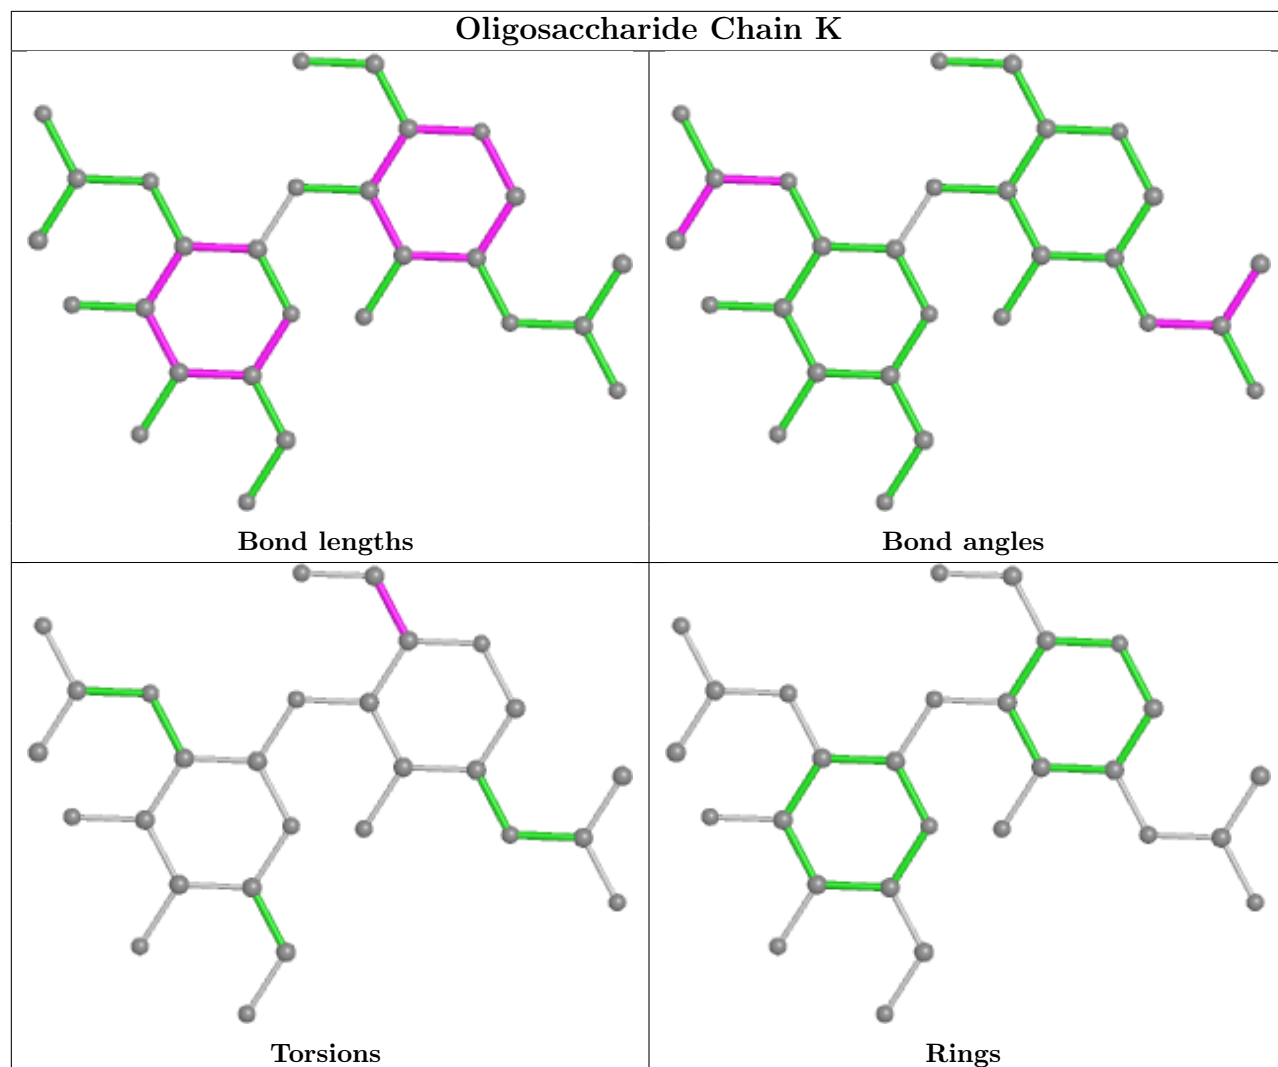 Oligosaccharide Chain K
Bond lengths
Bond angles
Torsions
Rings